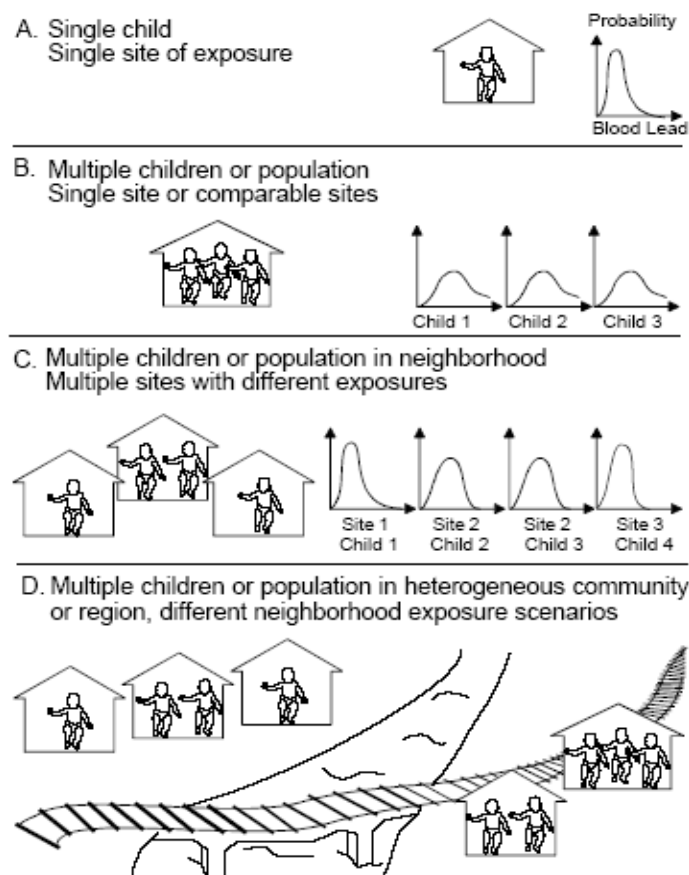 A. Single child
Single site of exposure
Probability
Blood Lead
B. Multiple children or population
Single site or comparable sites
Child 1
Child 2
Child 3
C. Multiple children or population in neighborhood
Multiple sites with different exposures
Site 1
Child 1
Site 2
Child 2
Site 2
Child 3
Site 3
Child 4
D. Multiple children or population in heterogeneous community
or region, different neighborhood exposure scenarios